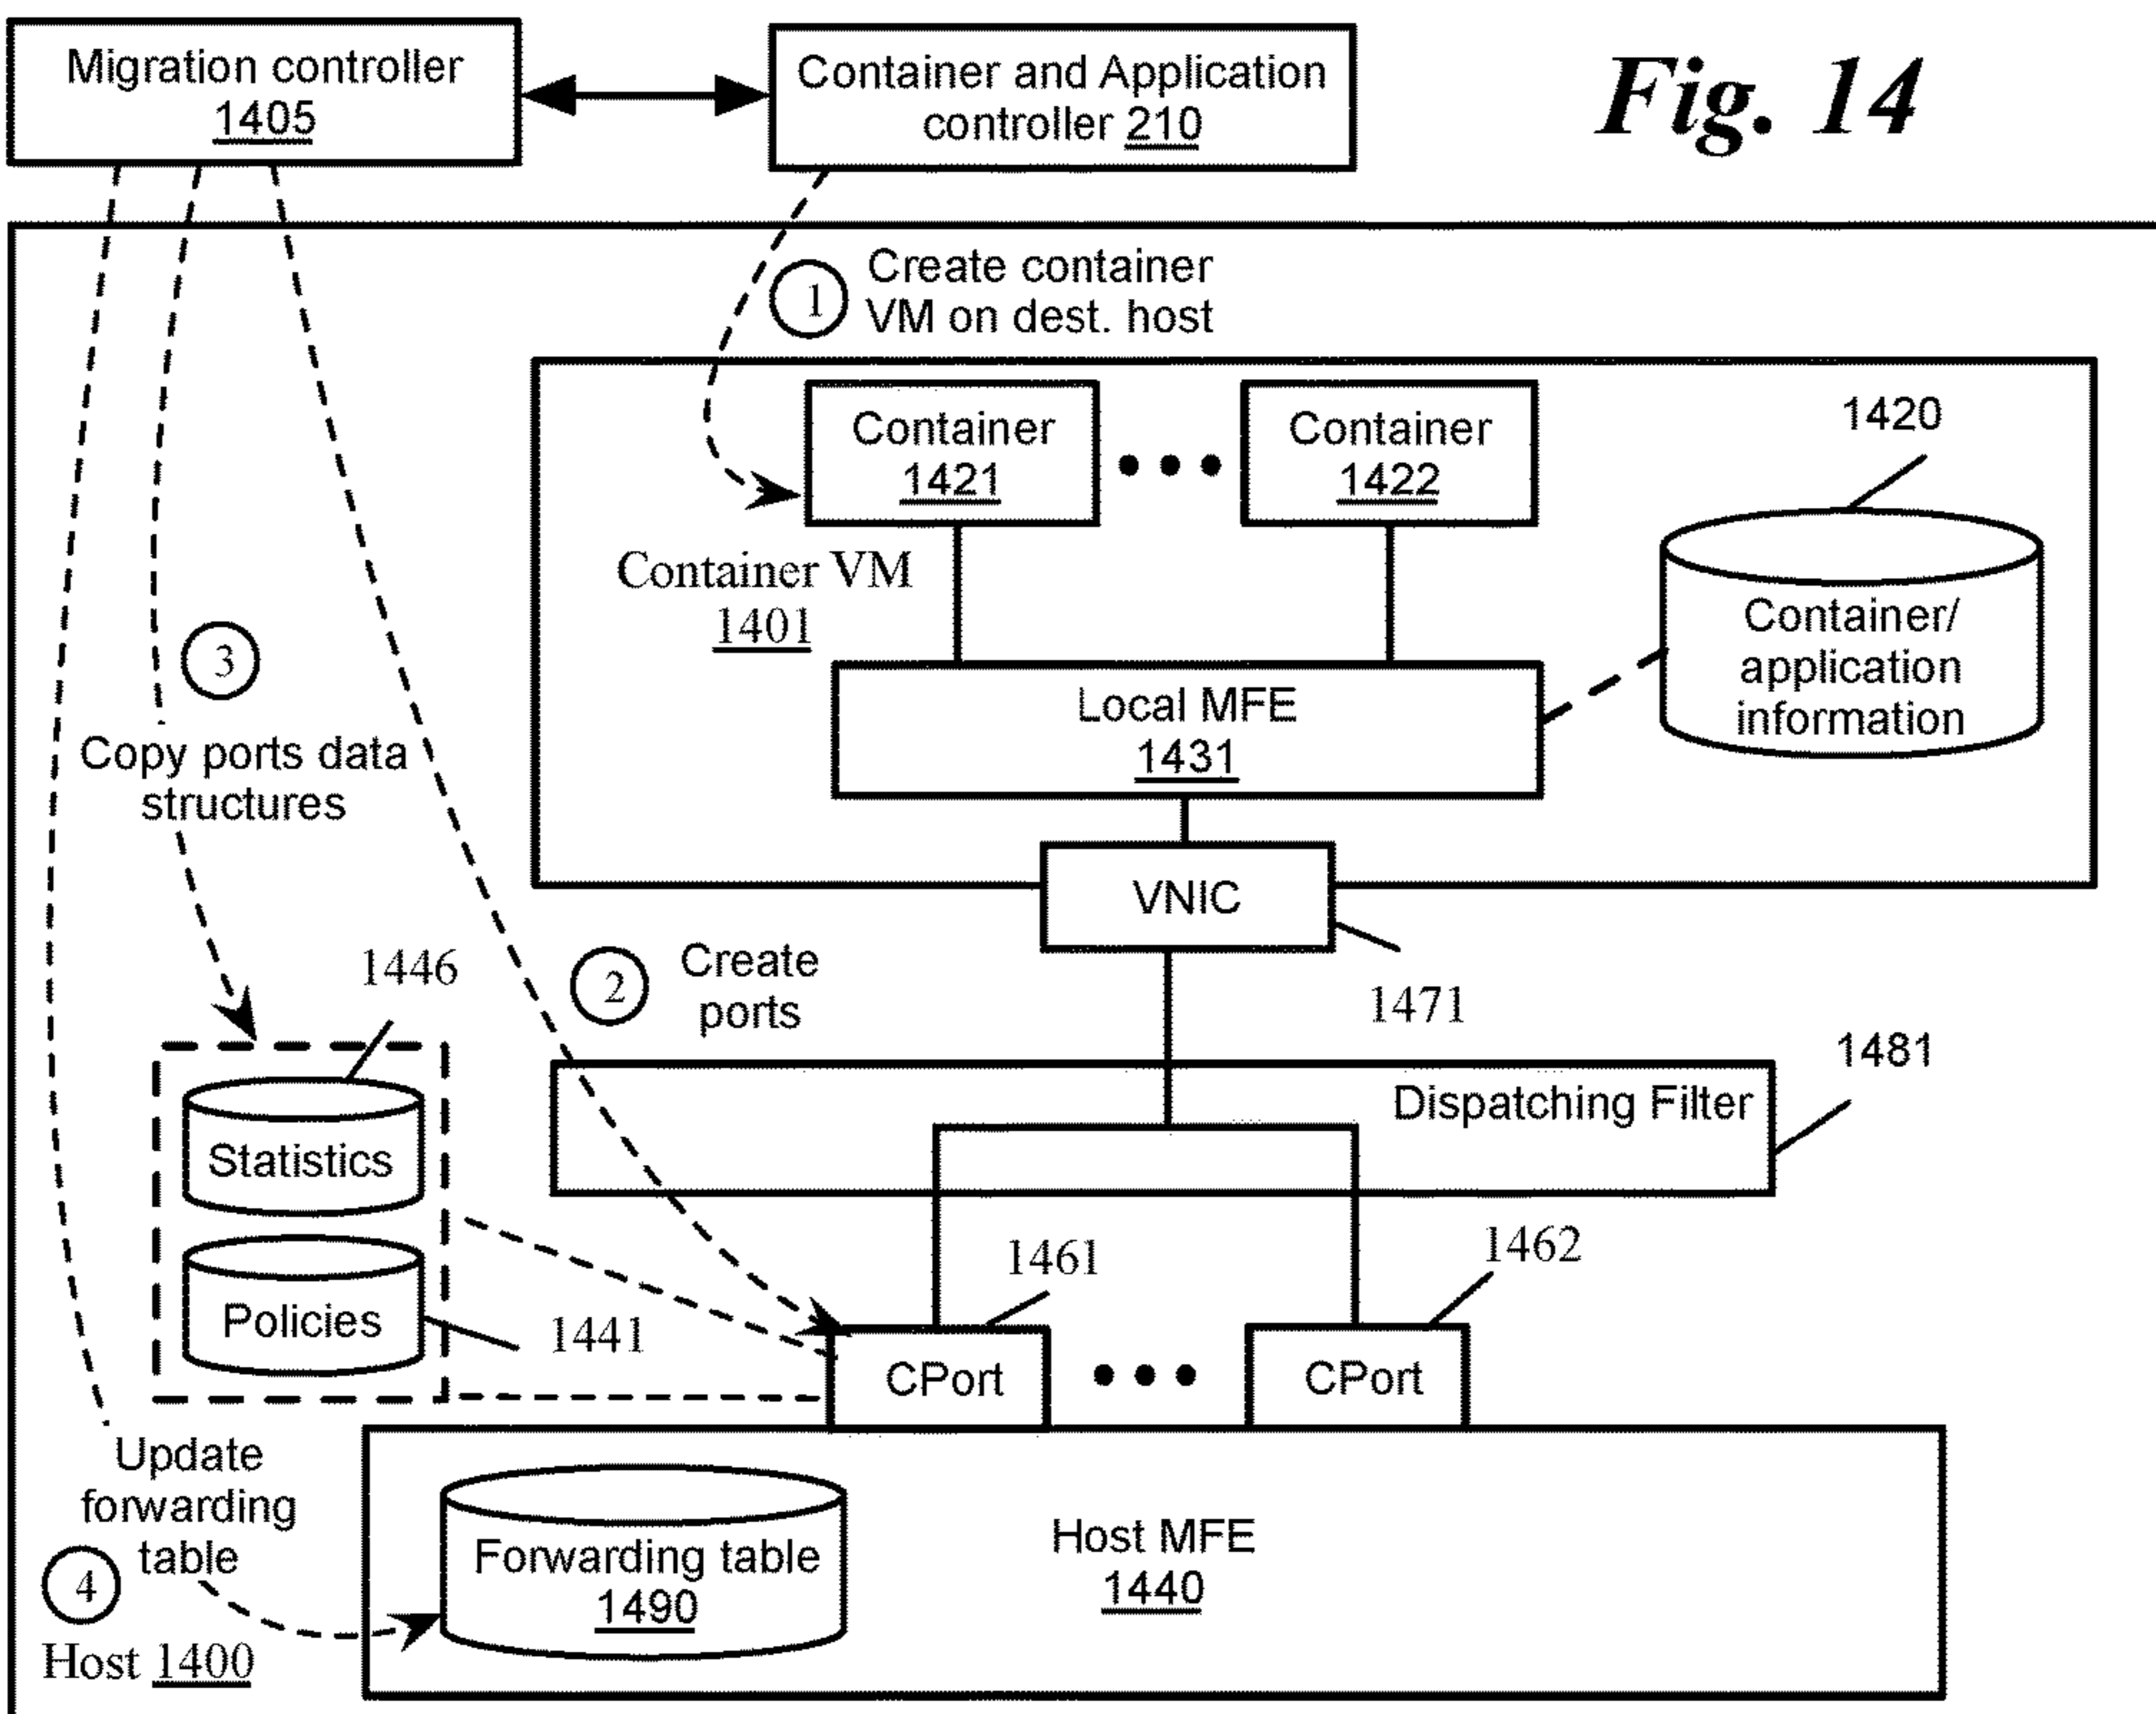 Migration controller
1405
Container and Application
controller 210
Fig. 14
1
Create container
VM on dest. host
Container
1421
Container
1422
1420
Container VM
1401
Container/
application
information
3
Local MFE
1431
Copy ports data
structures
VNIC
1446
2
Create
ports
1471
1481
Dispatching Filter
Statistics
1461
1462
Policies
1441
CPort
CPort
Update
forwarding
table
4
Forwarding table
1490
Host MFE
1440
Host 1400